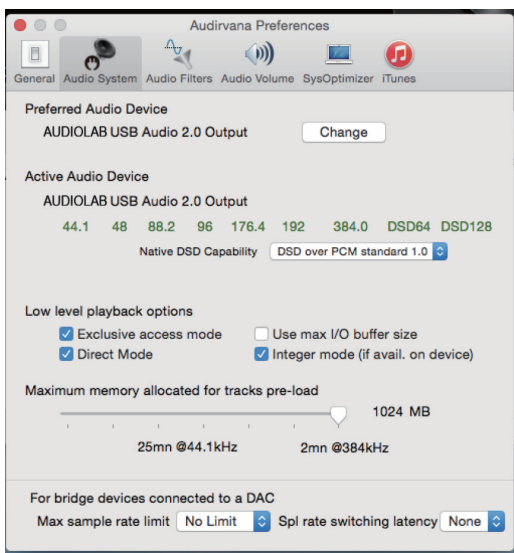 Audirvana Preferences
General Audio System Audio Filters Audio Volume SysOptimizer iTunes
Preferred Audio Device
AUDIOLAB USB Audio 2.0 Output Change
Active Audio Device
AUDIOLAB USB Audio 2.0 Output
44.1 48 88.2 96 176.4 192 384.0 DSD64 DSD128
Native DSD Capability DSD over PCM standard 1.0
Low level playback options
Exclusive access mode Use max I/O buffer size
Direct Mode Integer mode (if avail. on device)
Maximum memory allocated for tracks pre-load
1024 MB
25mn @44.1kHz 2mn @384kHz
For bridge devices connected to a DAC
Max sample rate limit No Limit Spl rate switching latency None